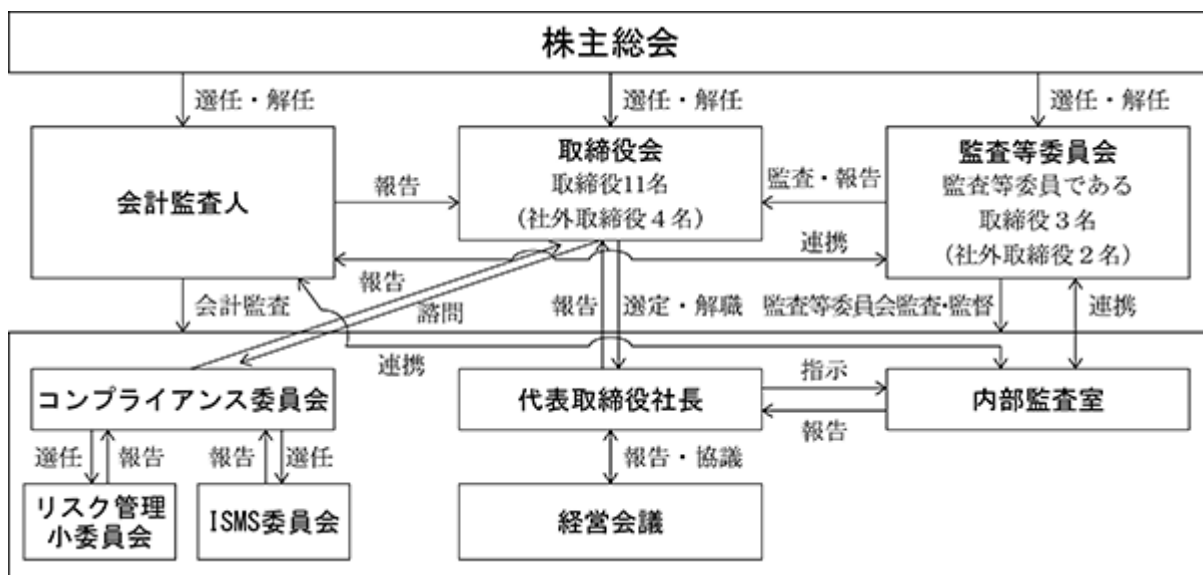 株主総会
選任・解任
選任・解任
選任・解任
会計監査人
取締役会
取締役11名
(社外取締役4名)
監査等委員会
監査等委員である
取締役3名
(社外取締役2名)
報告
監査・報告
連携
報告
諮問
会計監査
報告
選定・解職
監査等委員会監査・監督
連携
連携
コンプライアンス委員会
代表取締役社長
内部監査室
指示
報告
選任
報告
報告
選任
報告・協議
リスク管理
小委員会
ISMS委員会
経営会議